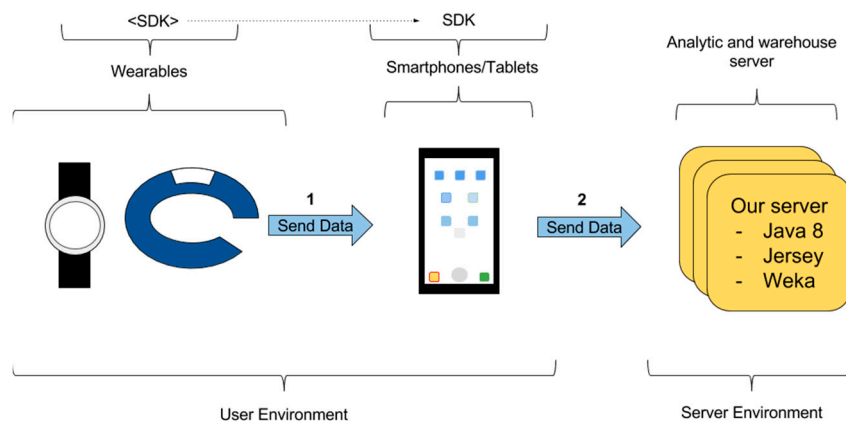 <SDK>
SDK
Wearables
Smartphones/Tablets
Analytic and warehouse
server
1
Send Data
2
Send Data
Our server
- Java 8
- Jersey
- Weka
User Environment
Server Environment